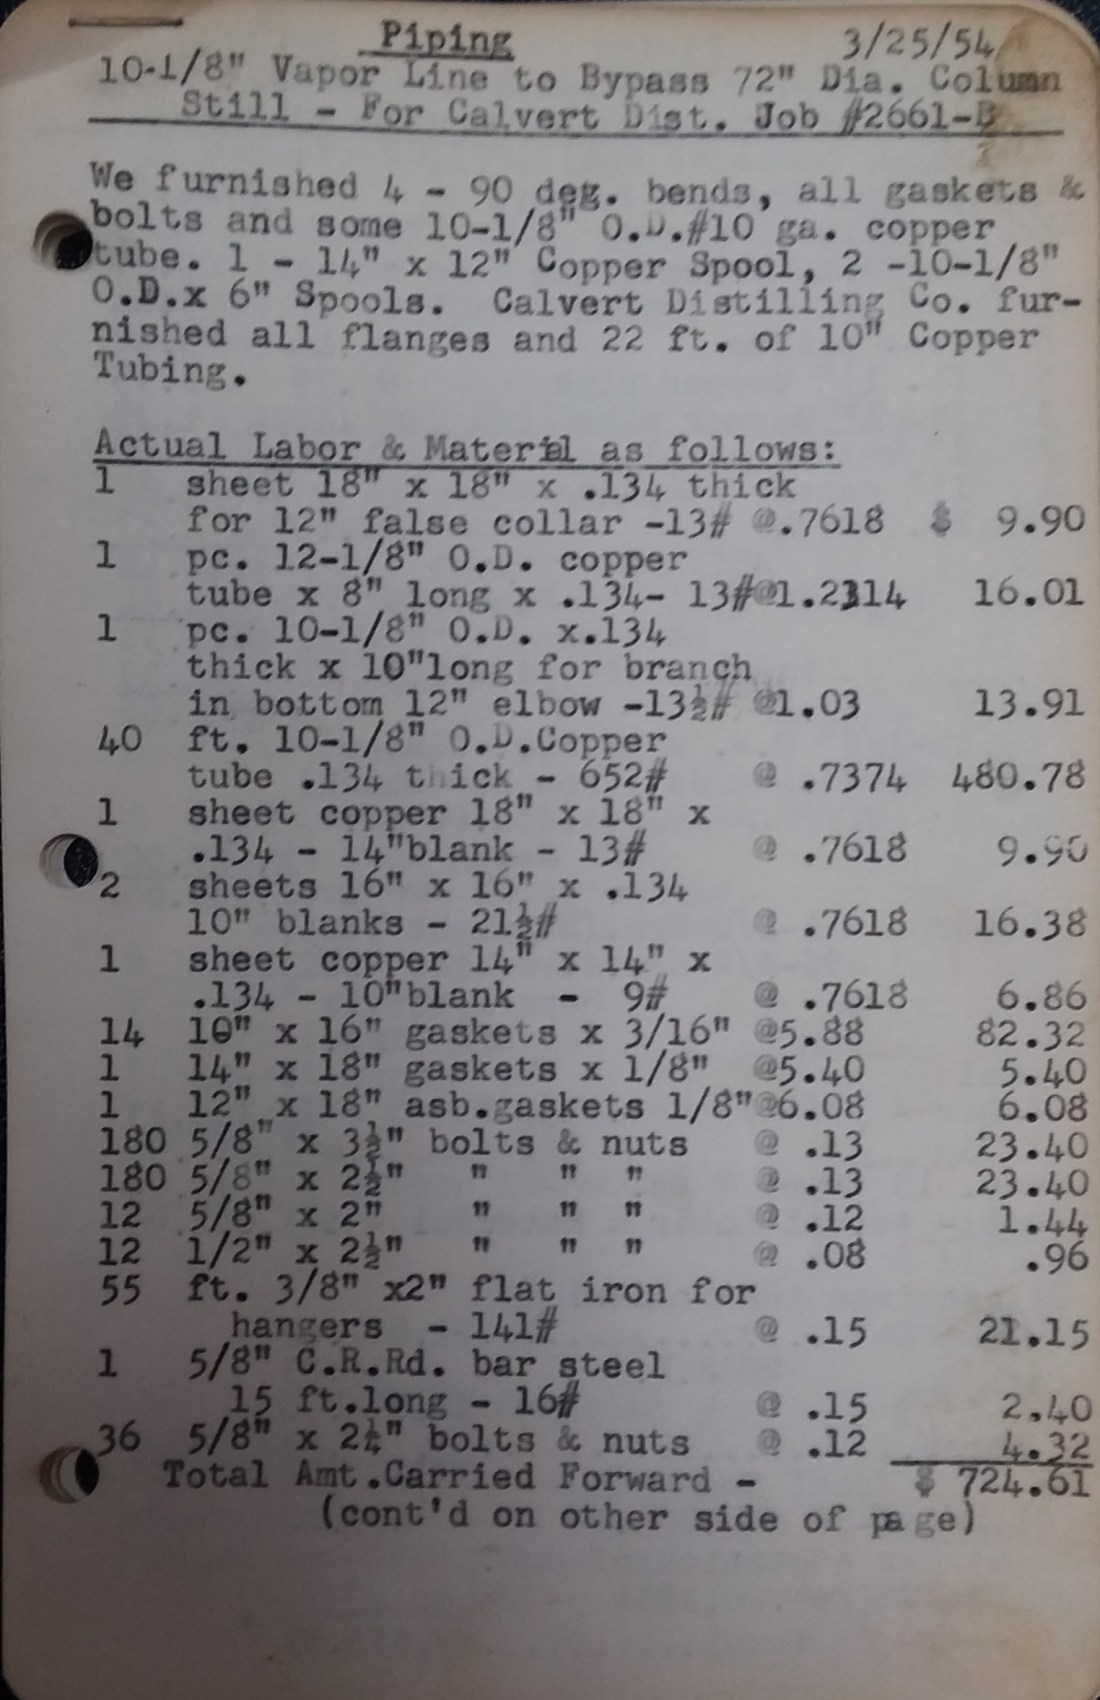 Piping 3/25/54
10-1/8" Vapor Line to Bypass 72" Dia. Column
Still - For Calvert Dist. Job #2661-B
We furnished 4 - 90 deg. bends, all gaskets &
bolts and some 10-1/8" O.D.#10 ga. copper
tube. 1 - 14" x 12" Copper Spool, 2 -10-1/8"
O.D.x 6" Spools. Calvert Distilling Co. fur-
nished all flanges and 22 ft. of 10" Copper
Tubing.
Actual Labor & Material as follows:
1 sheet 18" x 18" x .134 thick
for 12" false collar -13# @.7618 $ 9.90
1 pc. 12-1/8" O.D. copper
tube x 8" long x .134- 13#@1.2314 16.01
1 pc. 10-1/8" O.D. x.134
thick x 10"long for branch
in bottom 12" elbow -13½# @1.03 13.91
40 ft. 10-1/8" O.D.Copper
tube .134 thick - 652# @ .7374 480.78
1 sheet copper 18" x 18" x
.134 - 14"blank - 13# @ .7618 9.90
2 sheets 16" x 16" x .134
10" blanks - 21½# @ .7618 16.38
1 sheet copper 14" x 14" x
.134 - 10"blank - 9# @ .7618 6.86
14 10" x 16" gaskets x 3/16" @5.88 82.32
1 14" x 18" gaskets x 1/8" @5.40 5.40
1 12" x 18" asb.gaskets 1/8"@6.08 6.08
180 5/8" x 3½" bolts & nuts @ .13 23.40
180 5/8" x 2½" " " " @ .13 23.40
12 5/8" x 2" " " " @ .12 1.44
12 1/2" x 2½" " " " @ .08 .96
55 ft. 3/8" x2" flat iron for
hangers - 141# @ .15 21.15
1 5/8" C.R.Rd. bar steel
15 ft.long - 16# @ .15 2.40
36 5/8" x 2¼" bolts & nuts @ .12 4.32
Total Amt.Carried Forward - $ 724.61
(cont'd on other side of page)